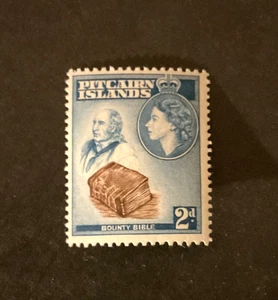 PITCAIRN
ISLANDS
BOUNTY BIBLE
2d.